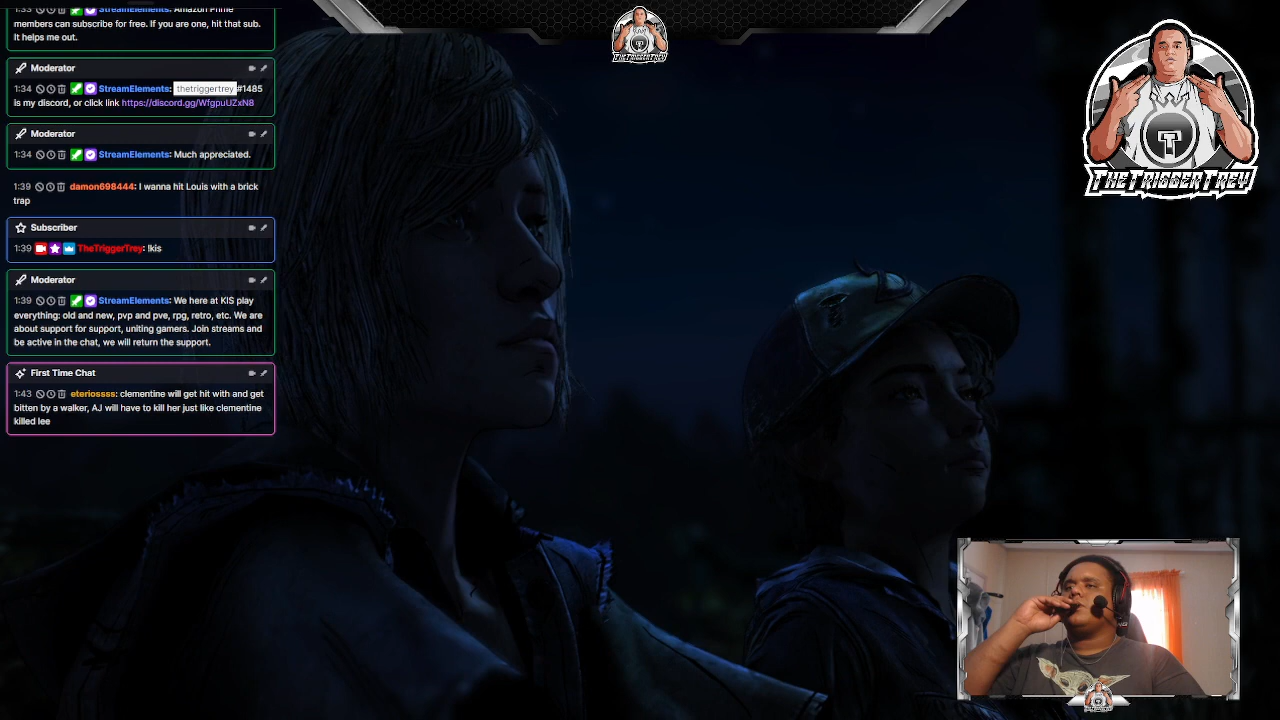 1:33 StreamElements: Amazon Prime
members can subscribe for free. If you are one, hit that sub.
It helps me out.
Moderator
1:34 StreamElements: thetriggertrey #1485
is my discord, or click link https://discord.gg/WfgpuUZxN8
Moderator
1:34 StreamElements: Much appreciated.
1:39 damon698444: I wanna hit Louis with a brick
trap
Subscriber
1:39 TheTriggerTrey: !kis
Moderator
1:39 StreamElements: We here at KIS play
everything: old and new, pvp and pve, rpg, retro, etc. We are
about support for support, uniting gamers. Join streams and
be active in the chat, we will return the support.
First Time Chat
1:43 eteriossss: clementine will get hit with and get
bitten by a walker, AJ will have to kill her just like clementine
killed lee
THETRIGGERTREY
T
THETRIGGERTREY